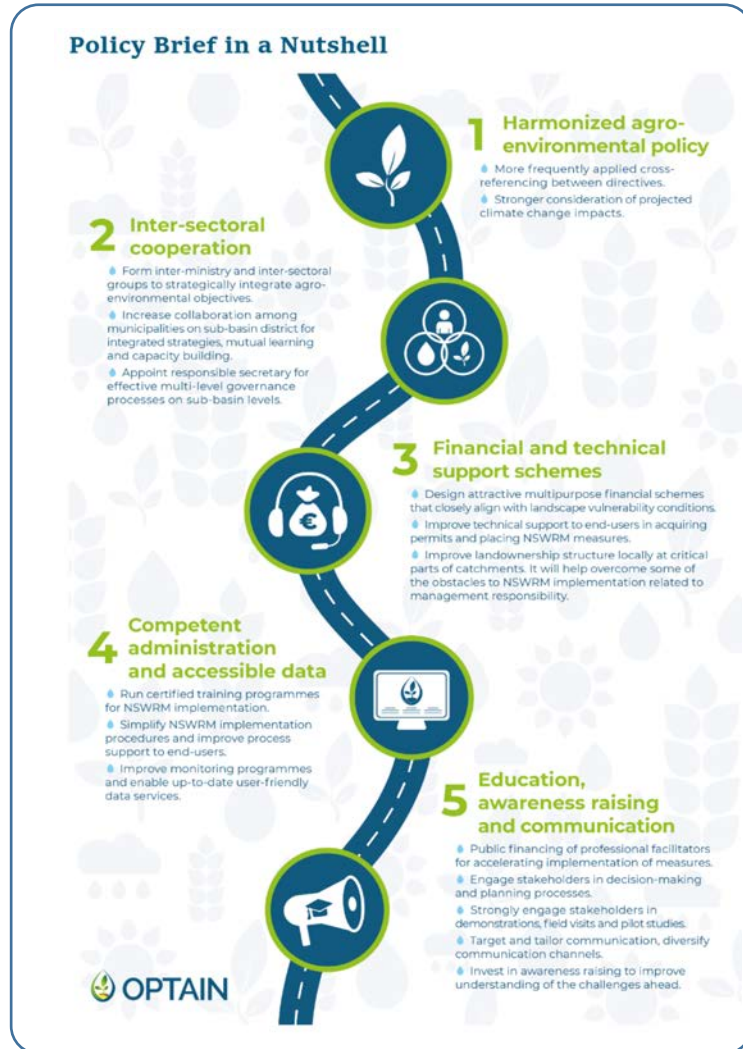 Policy Brief in a Nutshell
1
Harmonized agro-
environmental policy
More frequently applied cross-
referencing between directives.
Stronger consideration of projected
climate change impacts.
2
Inter-sectoral
cooperation
Form inter-ministry and inter-sectoral
groups to strategically integrate agro-
environmental objectives.
Increase collaboration among
municipalities on sub-basin district for
integrated strategies, mutual learning
and capacity building.
Appoint responsible secretary for
effective multi-level governance
processes on sub-basin levels.
3
Financial and technical
support schemes
Design attractive multipurpose financial schemes
that closely align with landscape vulnerability conditions.
Improve technical support to end-users in acquiring
permits and placing NSWRM measures.
Improve landownership structure locally at critical
parts of catchments. It will help overcome some of
the obstacles to NSWRM implementation related to
management responsibility.
€
4
Competent
administration
and accessible data
Run certified training programmes
for NSWRM implementation.
Simplify NSWRM implementation
procedures and improve process
support to end-users.
Improve monitoring programmes
and enable up-to-date user-friendly
data services.
5
Education,
awareness raising
and communication
Public financing of professional facilitators
for accelerating implementation of measures.
Engage stakeholders in decision-making
and planning processes.
Strongly engage stakeholders in
demonstrations, field visits and pilot studies.
Target and tailor communication, diversify
communication channels.
Invest in awareness raising to improve
understanding of the challenges ahead.
OPTAIN